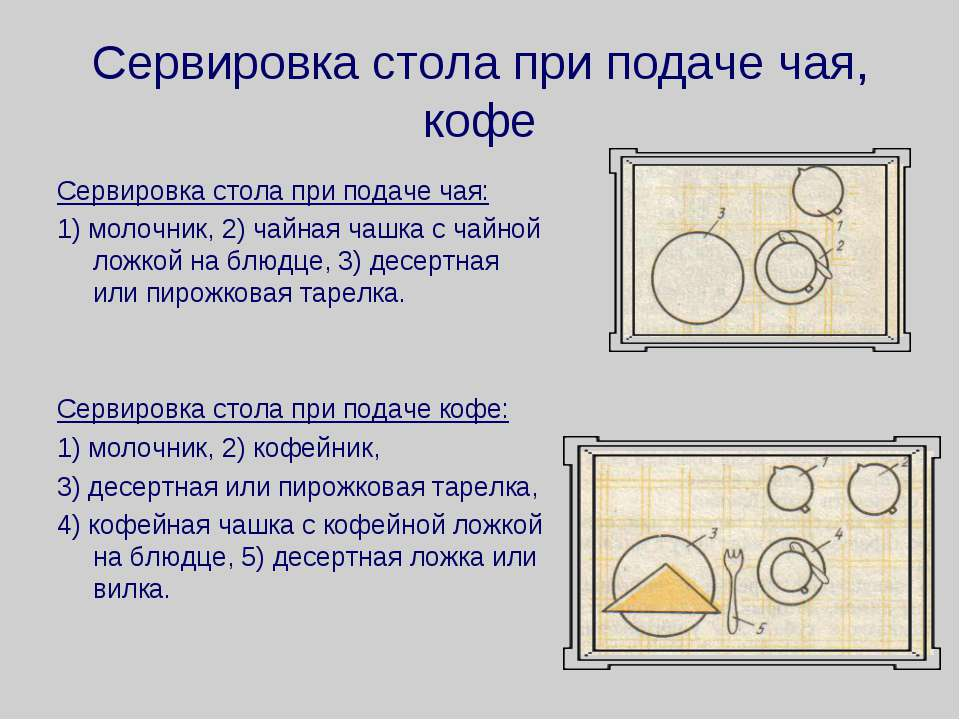 Сервировка стола при подаче чая,
кофе
Сервировка стола при подаче чая:
1) молочник, 2) чайная чашка с чайной
ложкой на блюдце, 3) десертная
или пирожковая тарелка.
3
1
2
Сервировка стола при подаче кофе:
1) молочник, 2) кофейник,
3) десертная или пирожковая тарелка,
4) кофейная чашка с кофейной ложкой
на блюдце, 5) десертная ложка или
вилка.
1
2
3
4
5